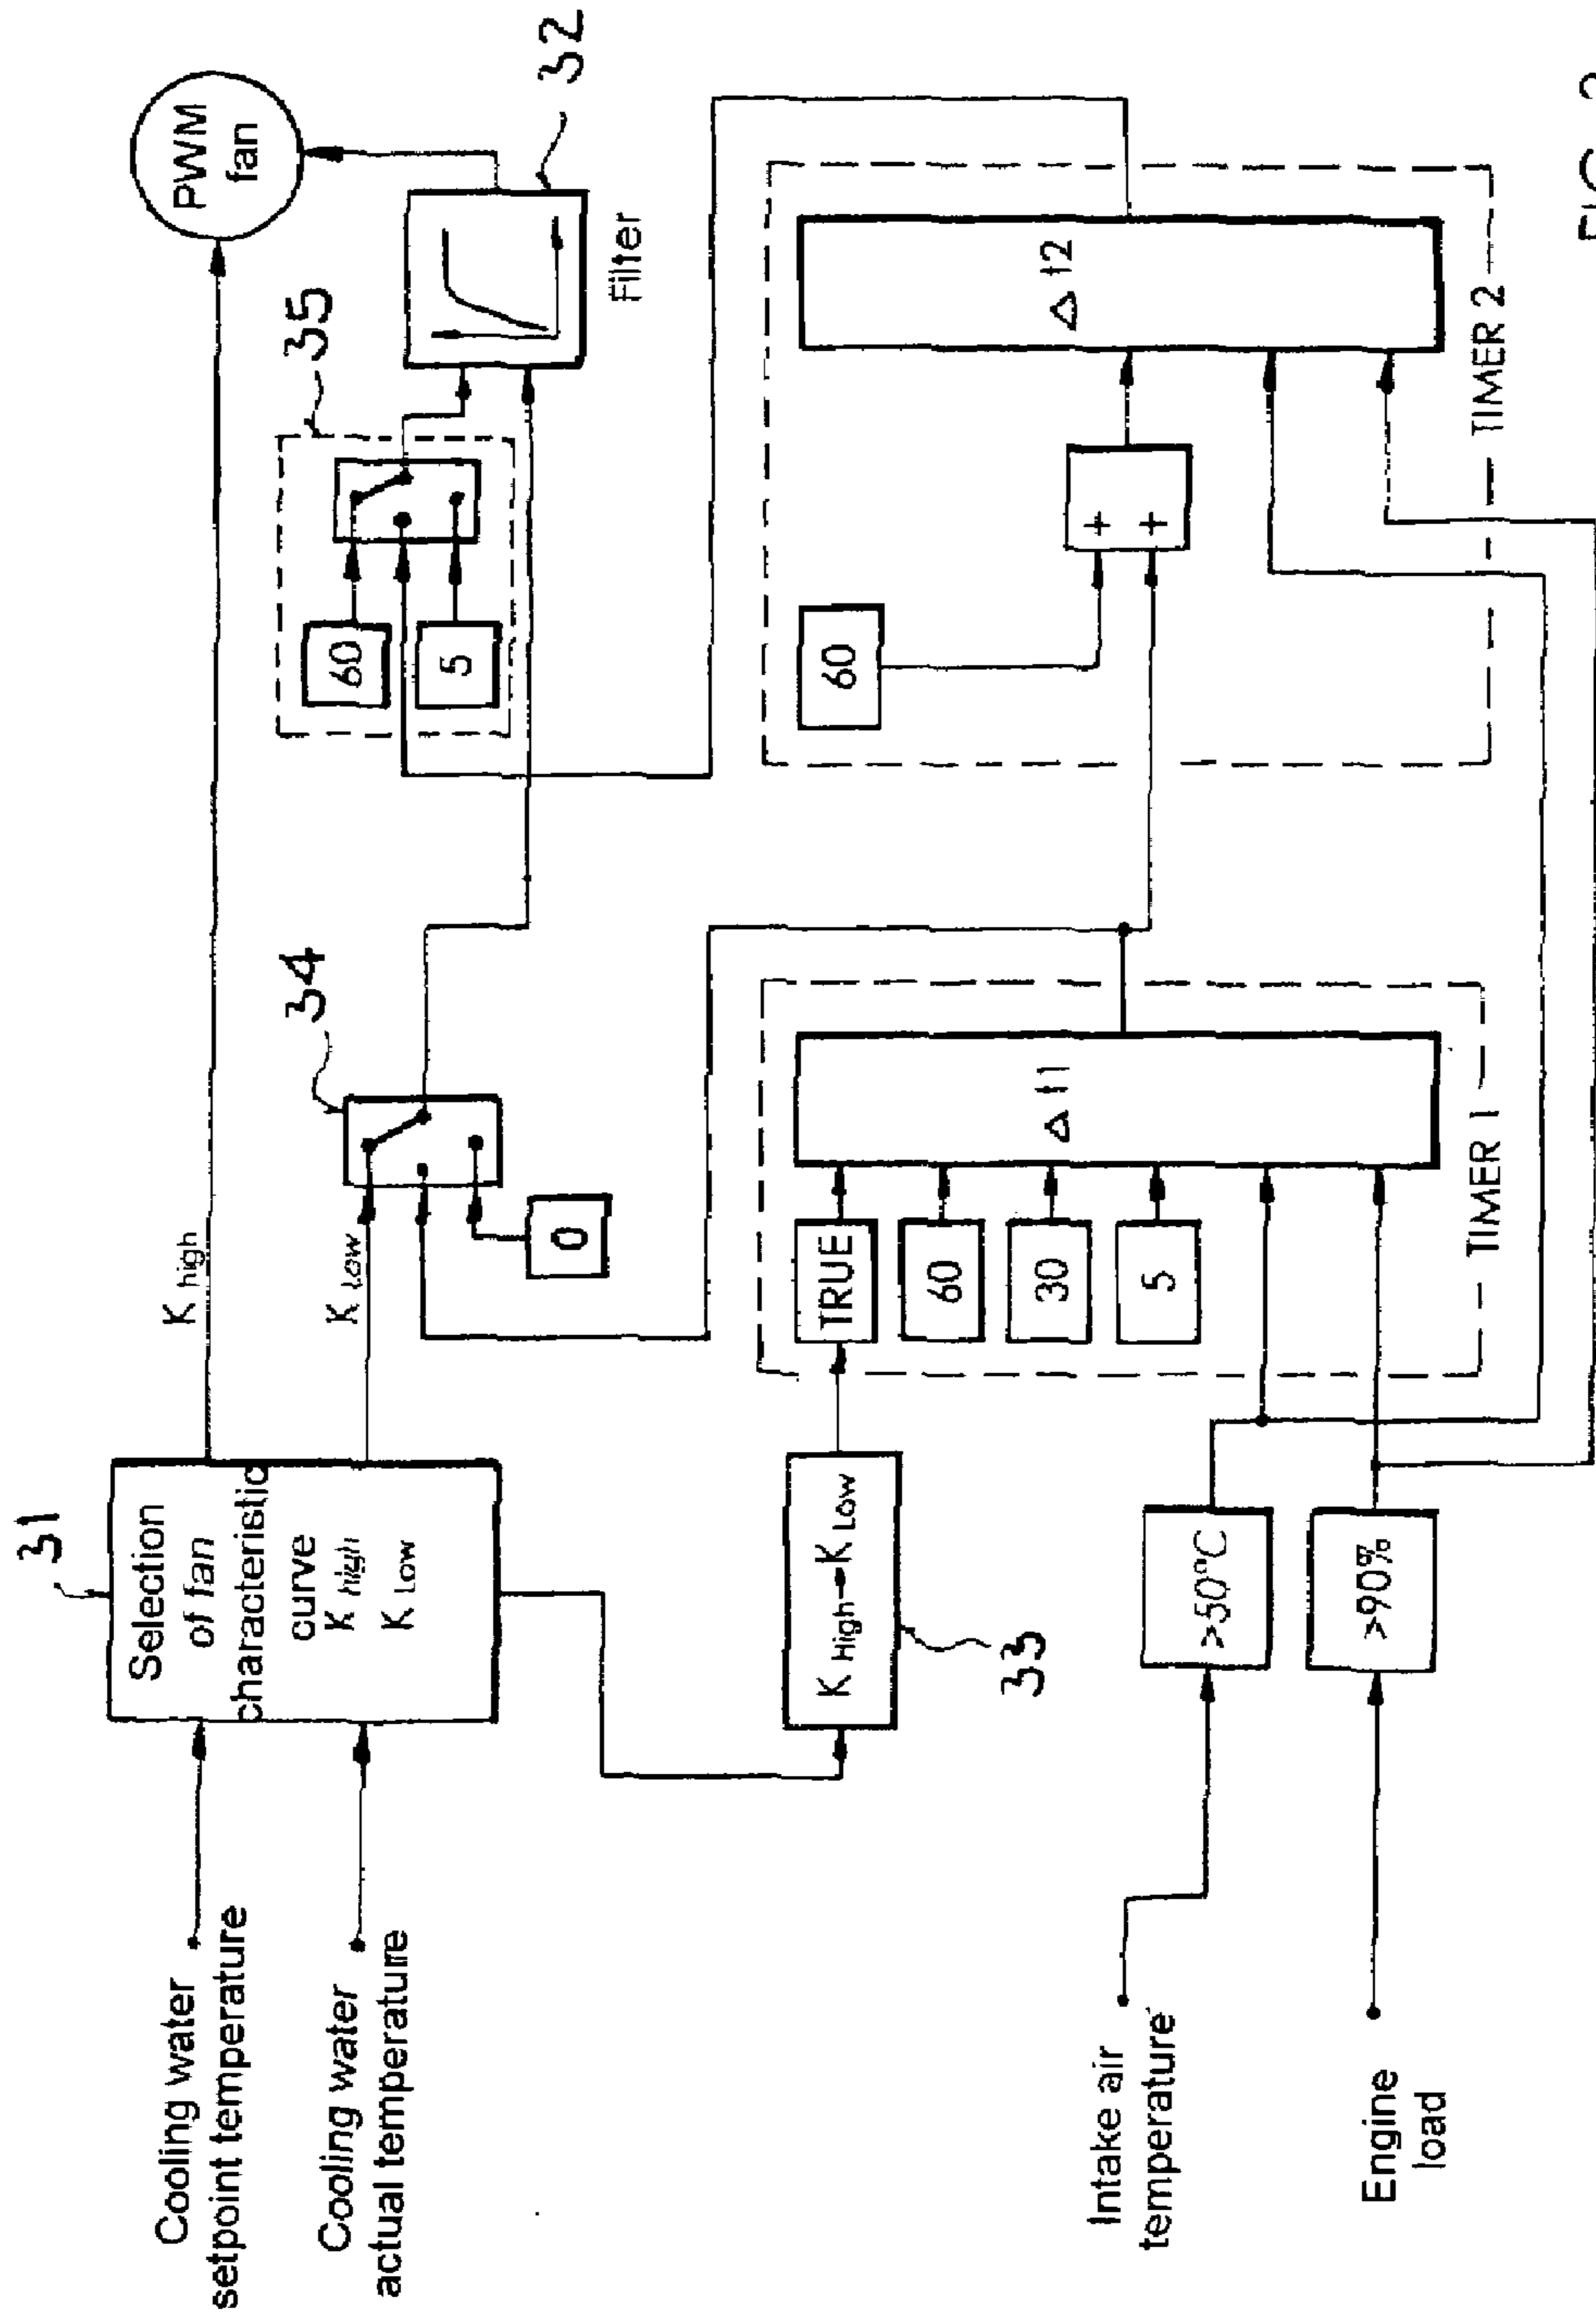 31
Selection
of fan
characteristic
curve
K high
K Low
Cooling water
setpoint temperature
Cooling water
actual temperature
K high
K Low
34
0
35
60
5
PWM
fan
32
Filter
K High→K Low
33
TRUE
60
30
5
Δt1
TIMER 1
60
+
+
Δt2
TIMER 2
Intake air
temperature
>50°C
Engine
load
>90%